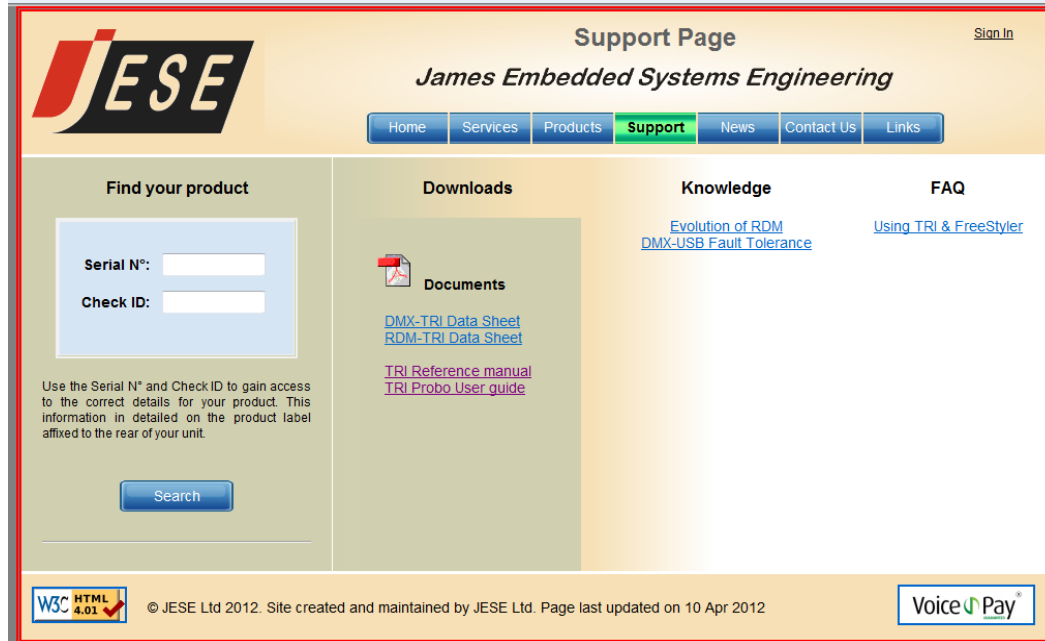 JESE
Support Page
Sign In
James Embedded Systems Engineering
Home Services Products Support News Contact Us Links
Find your product
Serial N°:
Check ID:
Use the Serial N° and Check ID to gain access
to the correct details for your product. This
information in detailed on the product label
affixed to the rear of your unit.
Search
Downloads
Documents
DMX-TRI Data Sheet
RDM-TRI Data Sheet
TRI Reference manual
TRI Probo User guide
Knowledge
Evolution of RDM
DMX-USB Fault Tolerance
FAQ
Using TRI & FreeStyler
W3C HTML
4.01
© JESE Ltd 2012. Site created and maintained by JESE Ltd. Page last updated on 10 Apr 2012
Voice Pay®